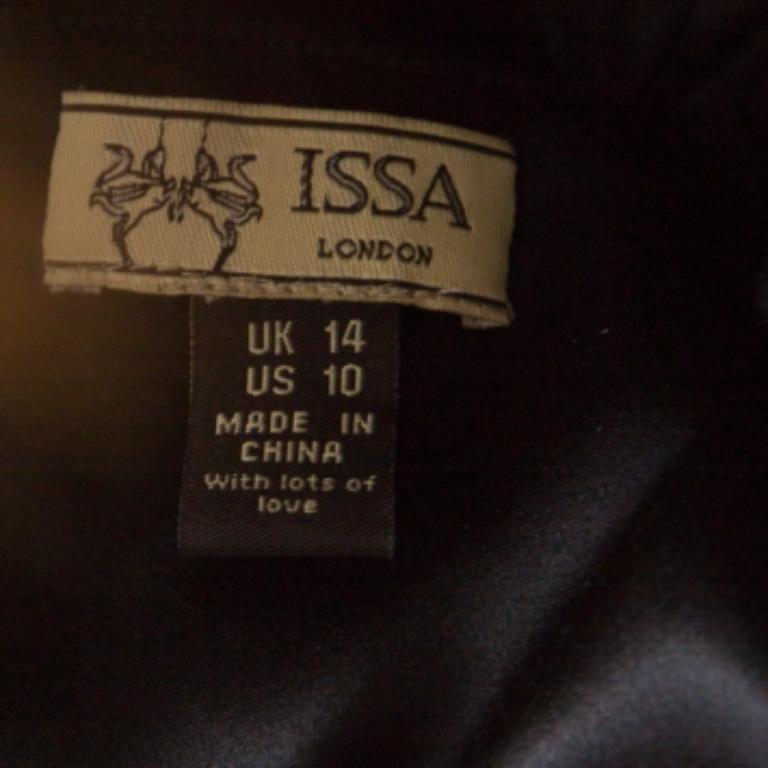 ISSA
LONDON
UK 14
US 10
MADE IN
CHINA
With lots of
love